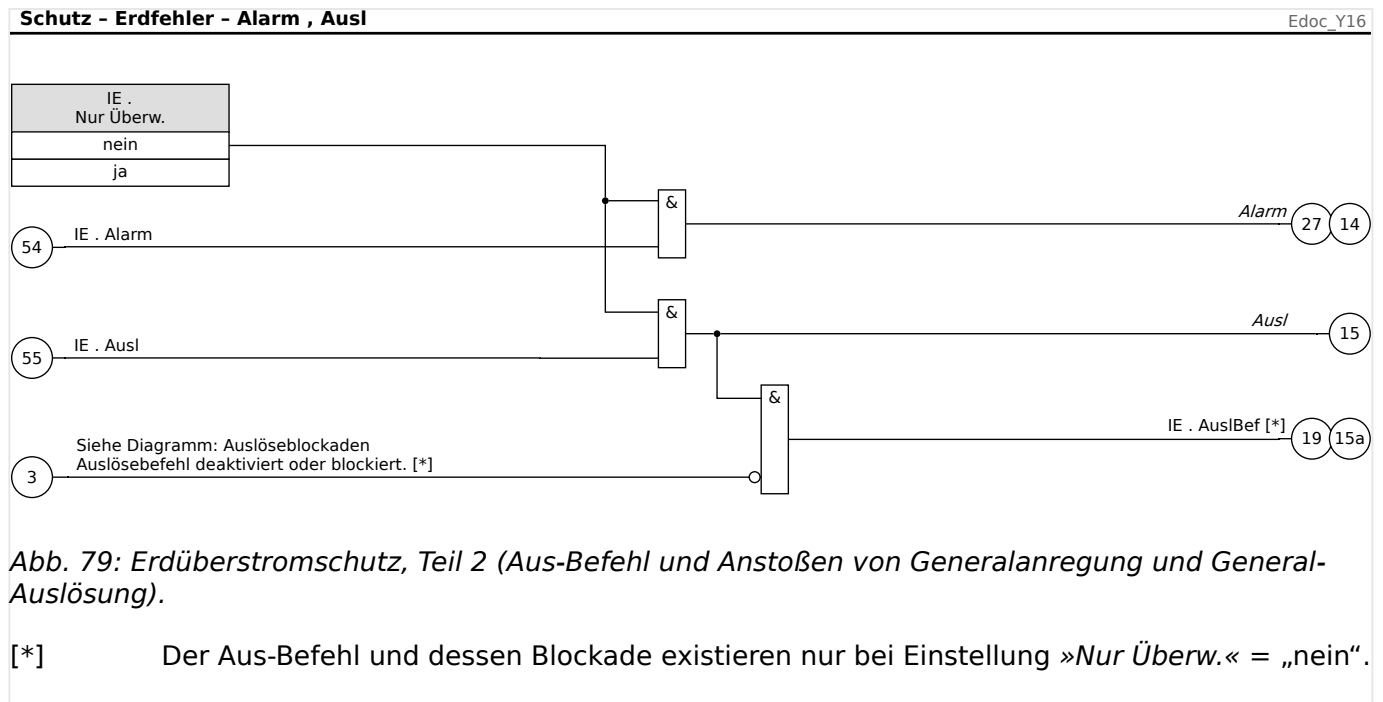 Schutz – Erdfehler – Alarm , Ausl
Edoc_Y16
IE .
Nur Überw.
nein
ja
&
Alarm
27
14
54
IE . Alarm
&
Ausl
15
55
IE . Ausl
&
IE . AuslBef [*]
19
15a
Siehe Diagramm: Auslöseblockaden
Auslösebefehl deaktiviert oder blockiert. [*]
3
Abb. 79: Erdüberstromschutz, Teil 2 (Aus-Befehl und Anstoßen von Generalanregung und General-
Auslösung).
[*] Der Aus-Befehl und dessen Blockade existieren nur bei Einstellung »Nur Überw.« = „nein“.